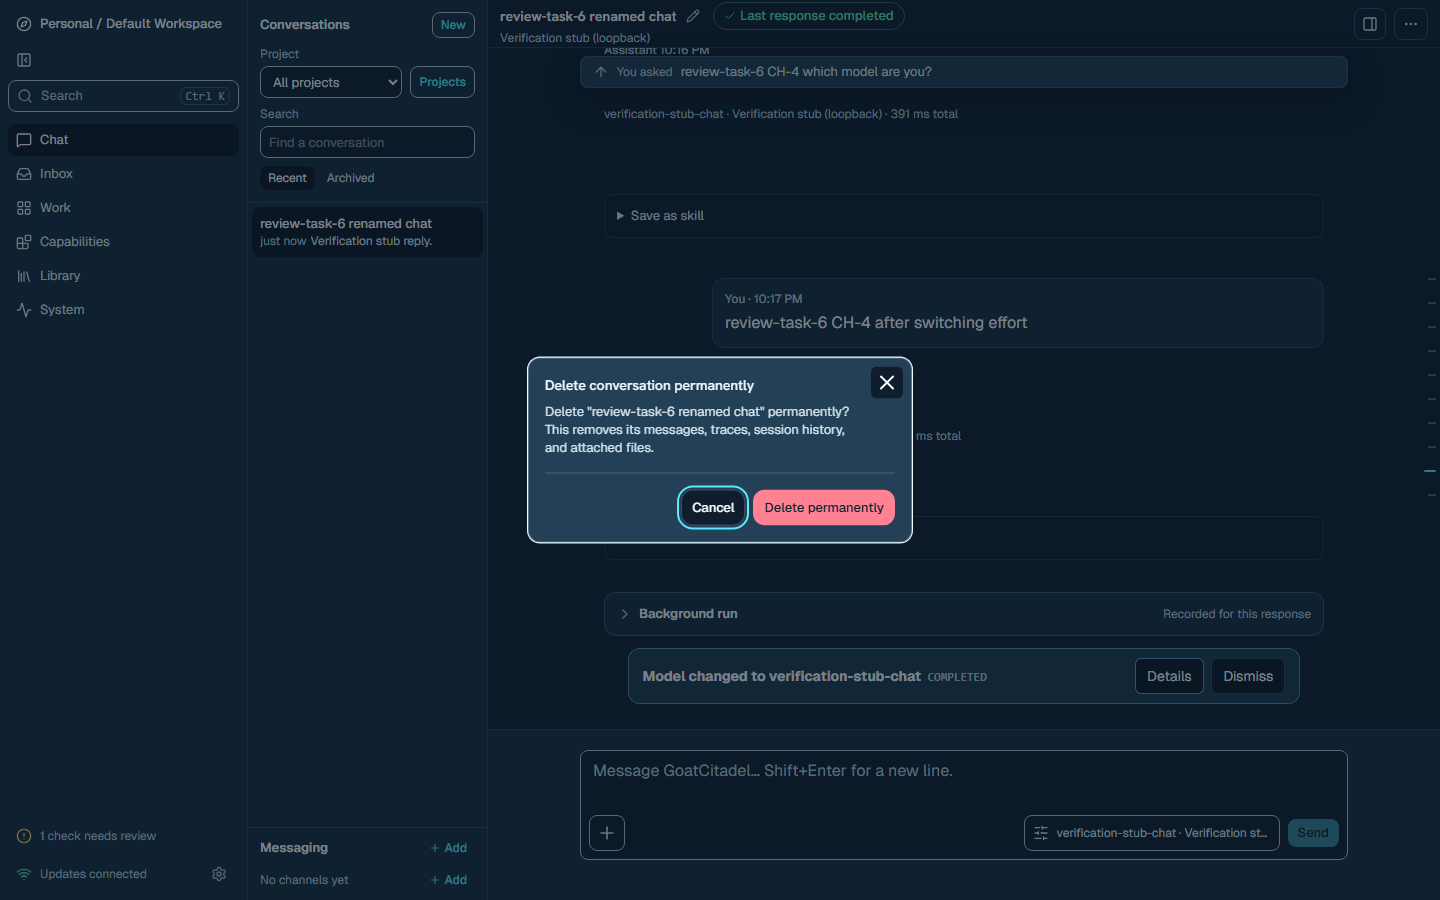 Personal / Default Workspace
Search
Ctrl K
Chat
Inbox
Work
Capabilities
Library
System
1 check needs review
Updates connected
Conversations
New
Project
All projects
Projects
Search
Find a conversation
Recent
Archived
review-task-6 renamed chat
just now Verification stub reply.
Messaging
+ Add
No channels yet
+ Add
review-task-6 renamed chat
Last response completed
Verification stub (loopback)
Assistant 10:16 PM
You asked review-task-6 CH-4 which model are you?
verification-stub-chat · Verification stub (loopback) · 391 ms total
Save as skill
You · 10:17 PM
review-task-6 CH-4 after switching effort
ms total
Delete conversation permanently
Delete "review-task-6 renamed chat" permanently?
This removes its messages, traces, session history,
and attached files.
Cancel
Delete permanently
Background run
Recorded for this response
Model changed to verification-stub-chat COMPLETED
Details
Dismiss
Message GoatCitadel... Shift+Enter for a new line.
verification-stub-chat · Verification st...
Send